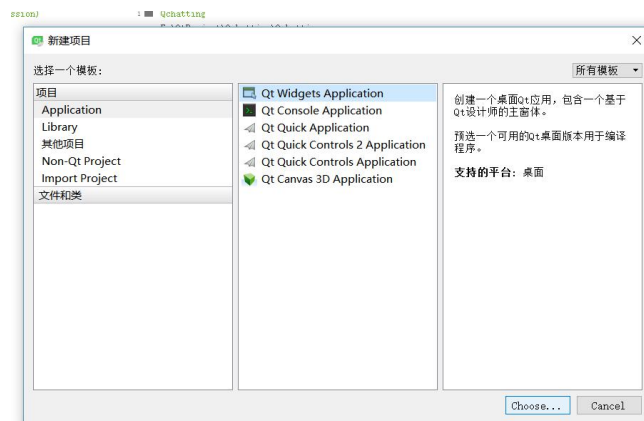 ssion)
1 Qchatting
新建项目
选择一个模板:
所有模板
项目
Application
Library
其他项目
Non-Qt Project
Import Project
文件和类
Qt Widgets Application
Qt Console Application
Qt Quick Application
Qt Quick Controls 2 Application
Qt Quick Controls Application
Qt Canvas 3D Application
创建一个桌面Qt应用，包含一个基于
Qt设计师的主窗体。
预选一个可用的Qt桌面版本用于编译
程序。
支持的平台: 桌面
Choose...
Cancel